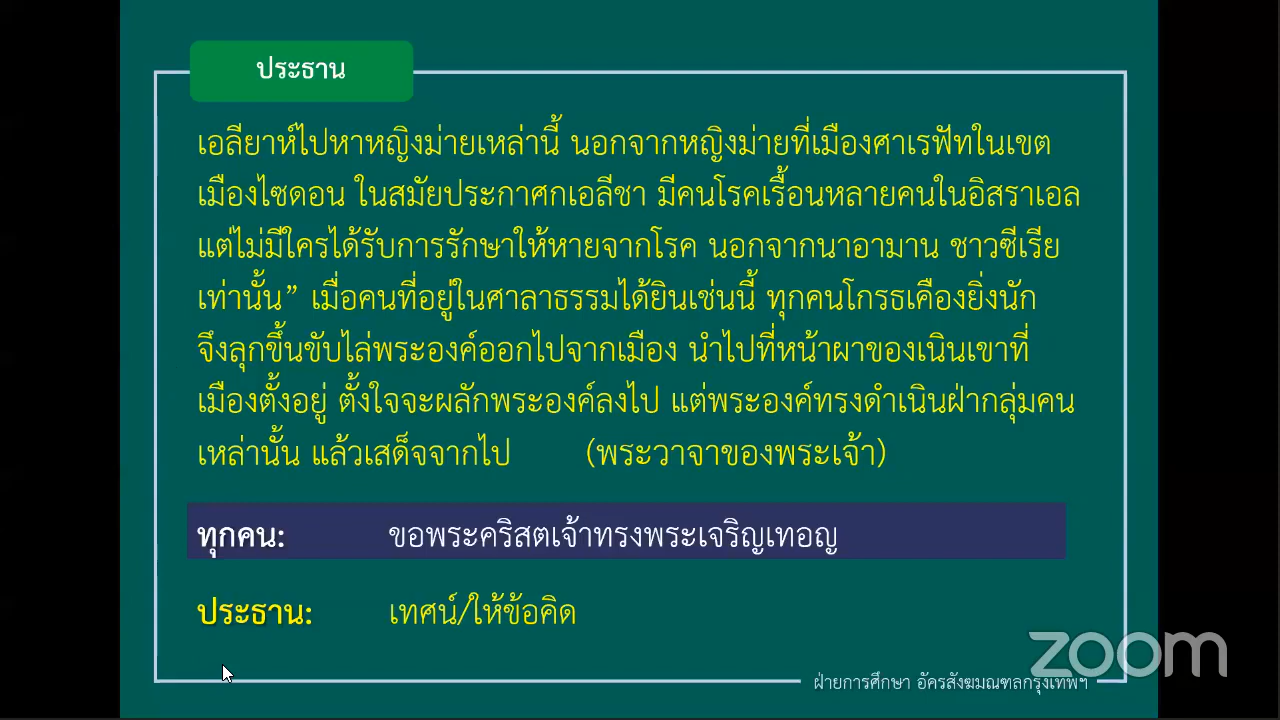 ประธาน
เอลียาห์ไปหาหญิงม่ายเหล่านี้ นอกจากหญิงม่ายที่เมืองศาเรฟัทในเขต
เมืองไซดอน ในสมัยประกาศกเอลีชา มีคนโรคเรื้อนหลายคนในอิสราเอล
แต่ไม่มีใครได้รับการรักษาให้หายจากโรค นอกจากนาอามาน ชาวซีเรีย
เท่านั้น” เมื่อคนที่อยู่ในศาลาธรรมได้ยินเช่นนี้ ทุกคนโกรธเคืองยิ่งนัก
จึงลุกขึ้นขับไล่พระองค์ออกไปจากเมือง นำไปที่หน้าผาของเนินเขาที่
เมืองตั้งอยู่ ตั้งใจจะผลักพระองค์ลงไป แต่พระองค์ทรงดำเนินฝ่ากลุ่มคน
เหล่านั้น แล้วเสด็จจากไป (พระวาจาของพระเจ้า)
ทุกคน: ขอพระคริสตเจ้าทรงพระเจริญเทอญ
ประธาน: เทศน์/ให้ข้อคิด
zoom
ฝ่ายการศึกษา อัครสังฆมณฑลกรุงเทพฯ